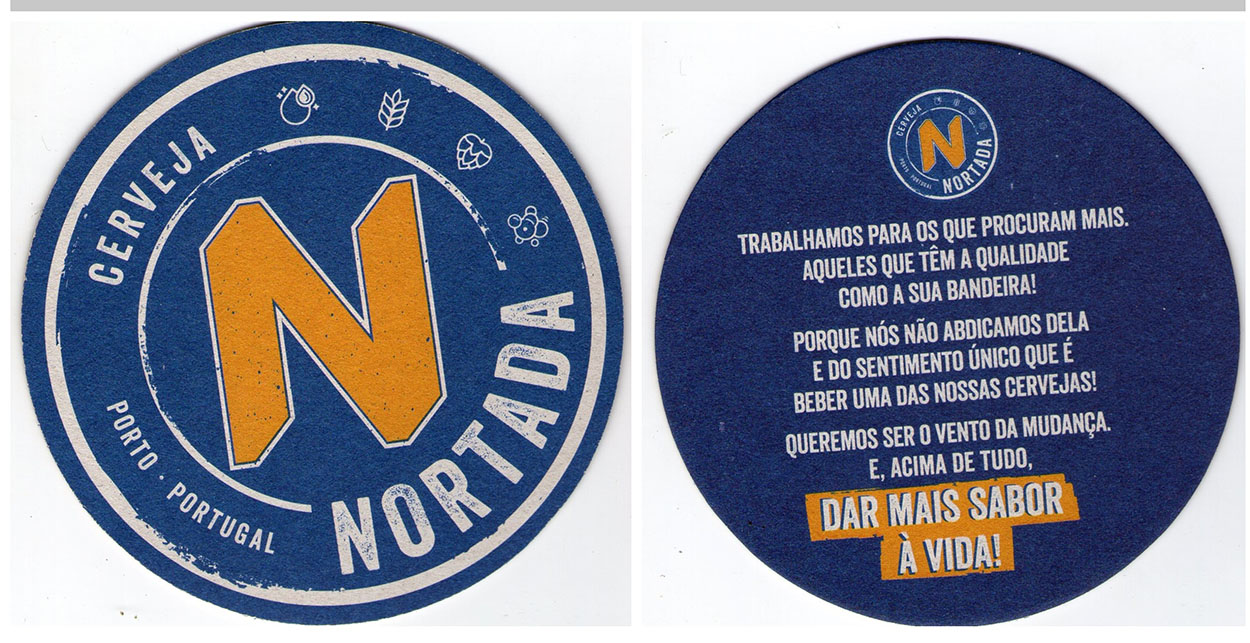 CERVEJA
N
NORTADA
PORTO · PORTUGAL
CERVEJA
N
NORTADA
PORTO PORTUGAL
TRABALHAMOS PARA OS QUE PROCURAM MAIS.
AQUELES QUE TÊM A QUALIDADE
COMO A SUA BANDEIRA!
PORQUE NÓS NÃO ABDICAMOS DELA
E DO SENTIMENTO ÚNICO QUE É
BEBER UMA DAS NOSSAS CERVEJAS!
QUEREMOS SER O VENTO DA MUDANÇA.
E, ACIMA DE TUDO,
DAR MAIS SABOR
À VIDA!